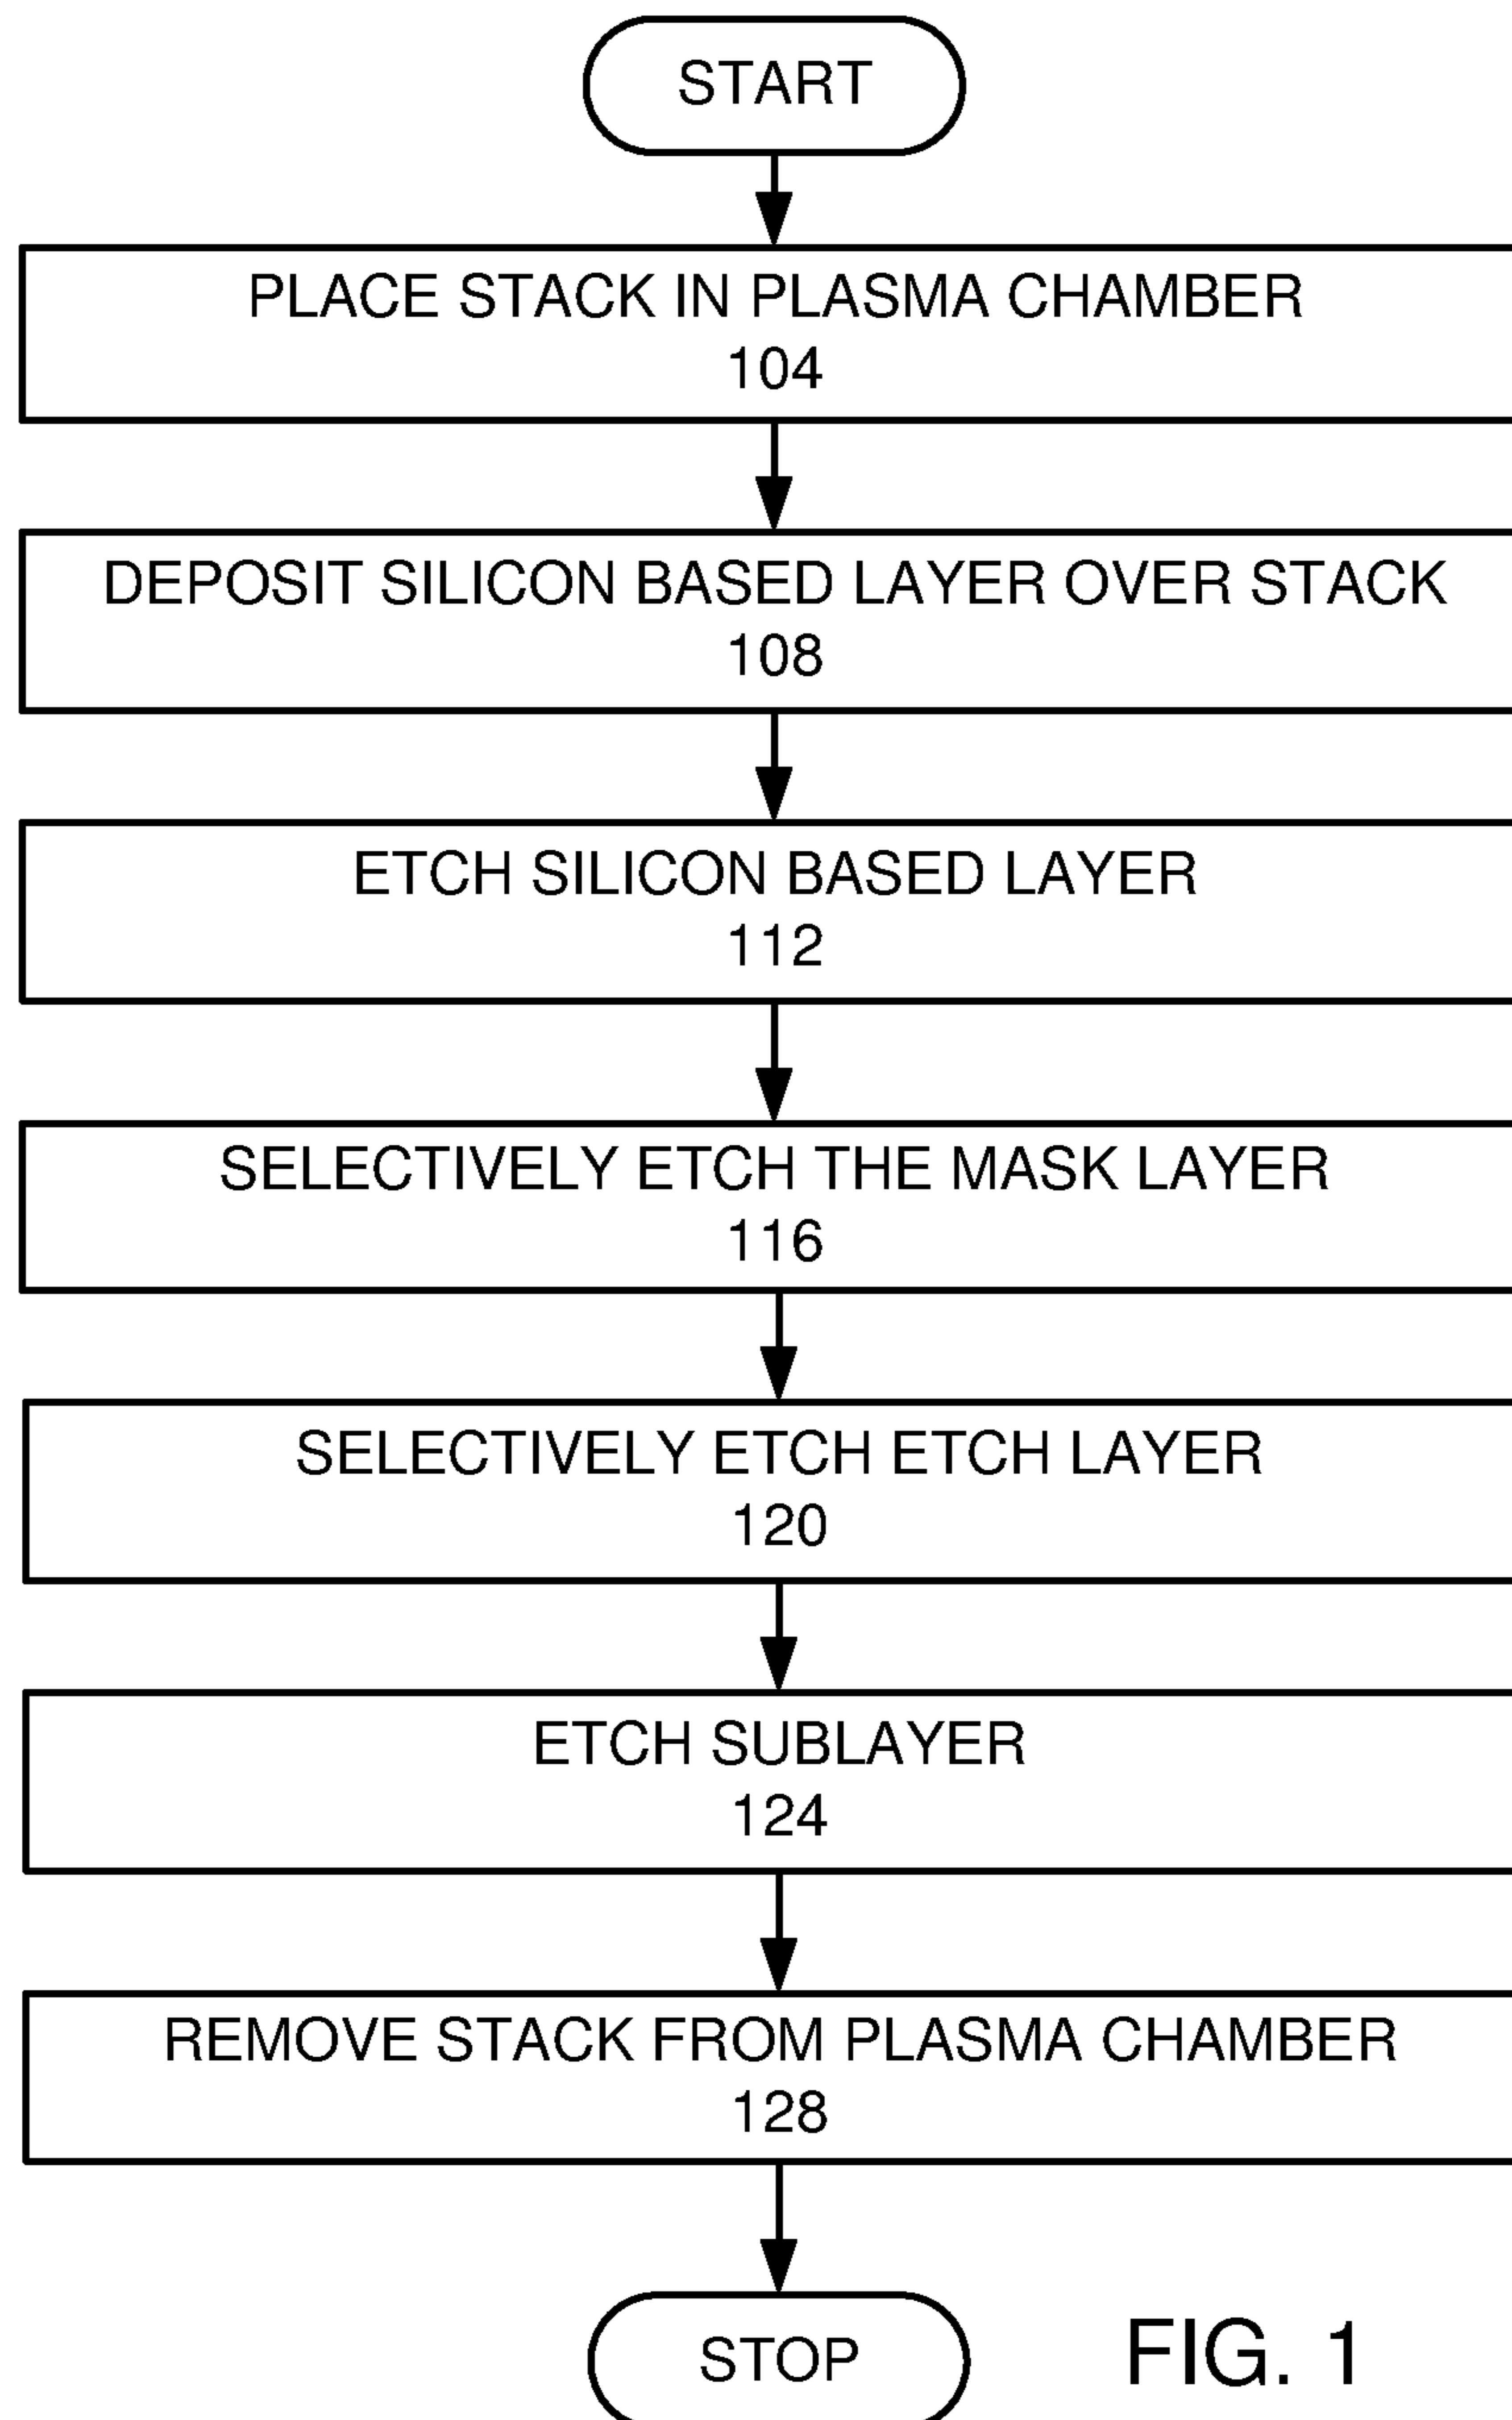 START
PLACE STACK IN PLASMA CHAMBER
104
DEPOSIT SILICON BASED LAYER OVER STACK
108
ETCH SILICON BASED LAYER
112
SELECTIVELY ETCH THE MASK LAYER
116
SELECTIVELY ETCH ETCH LAYER
120
ETCH SUBLAYER
124
REMOVE STACK FROM PLASMA CHAMBER
128
STOP
FIG. 1